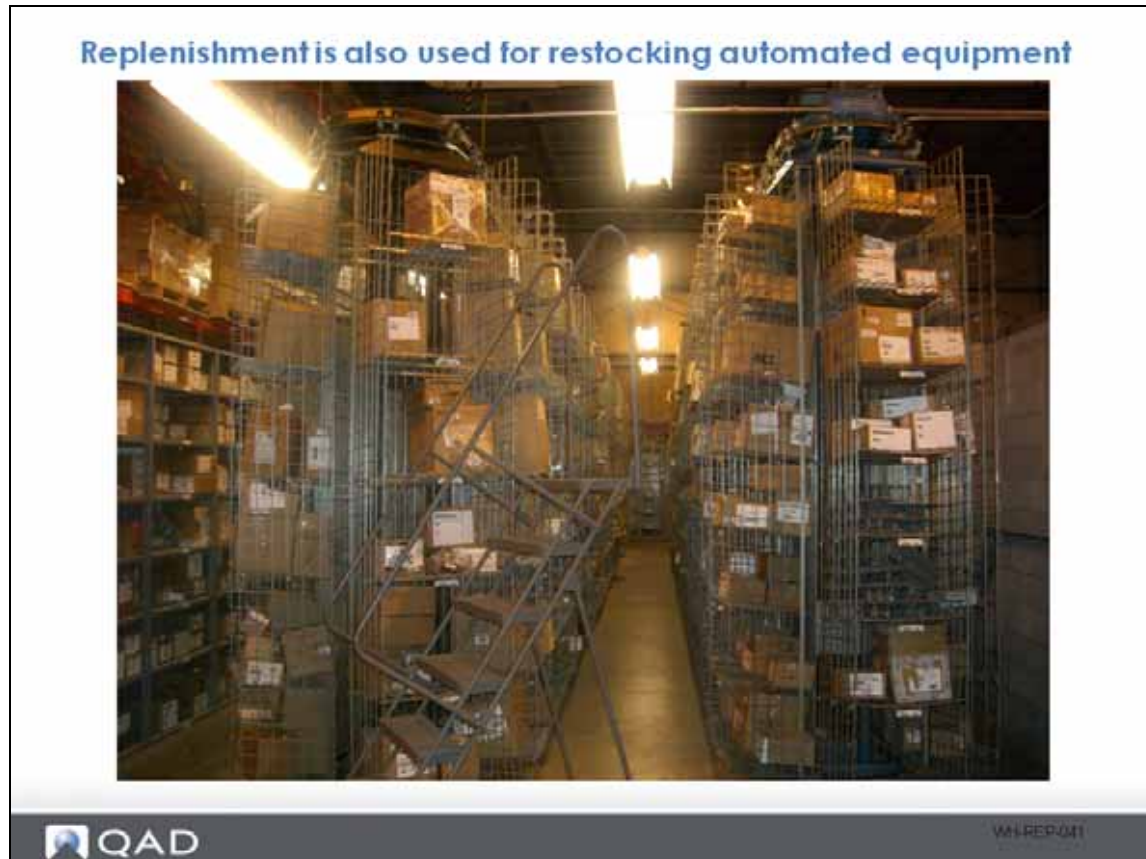 Replenishment is also used for restocking automated equipment
QAD
WH-REP-041